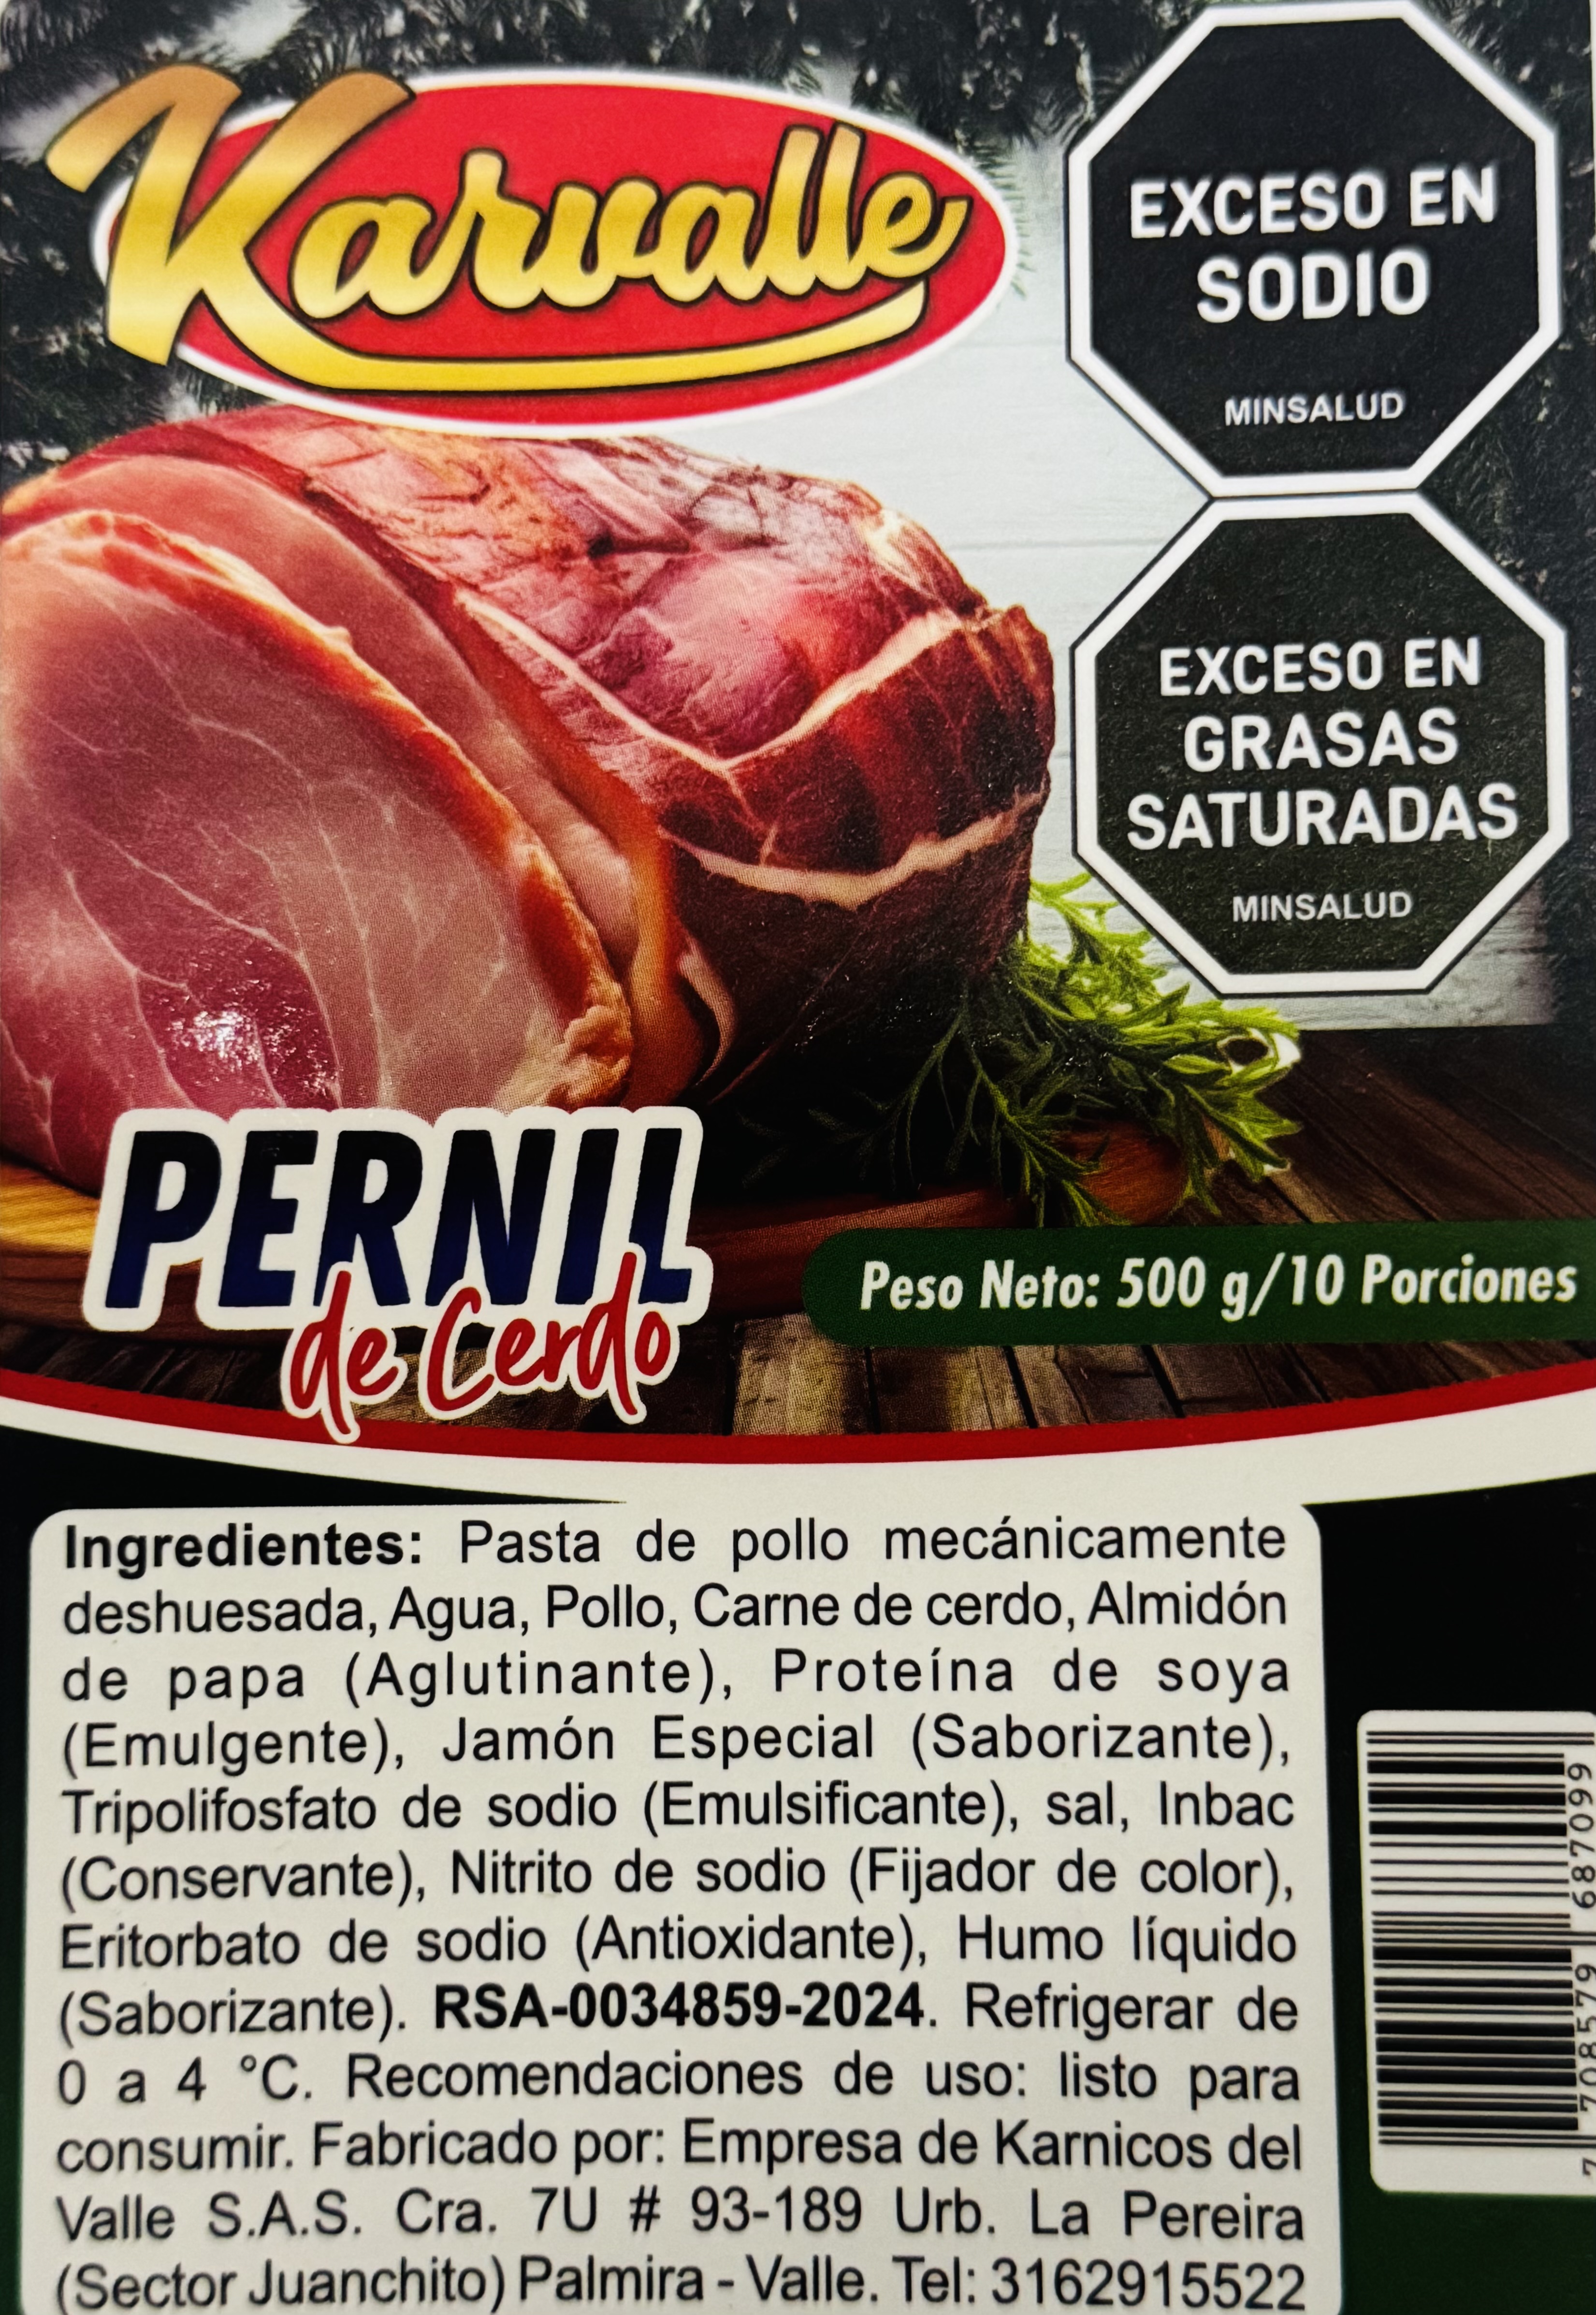 Karvalle
EXCESO EN
SODIO
MINSALUD
EXCESO EN
GRASAS
SATURADAS
MINSALUD
PERNIL
de Cerdo
Peso Neto: 500 g/10 Porciones
Ingredientes: Pasta de pollo mecánicamente
deshuesada, Agua, Pollo, Carne de cerdo, Almidón
de papa (Aglutinante), Proteína de soya
(Emulgente), Jamón Especial (Saborizante),
Tripolifosfato de sodio (Emulsificante), sal, Inbac
(Conservante), Nitrito de sodio (Fijador de color),
Eritorbato de sodio (Antioxidante), Humo líquido
(Saborizante). RSA-0034859-2024. Refrigerar de
0 a 4 °C. Recomendaciones de uso: listo para
consumir. Fabricado por: Empresa de Karnicos del
Valle S.A.S. Cra. 7U # 93-189 Urb. La Pereira
(Sector Juanchito) Palmira - Valle. Tel: 3162915522
7 708579 687099